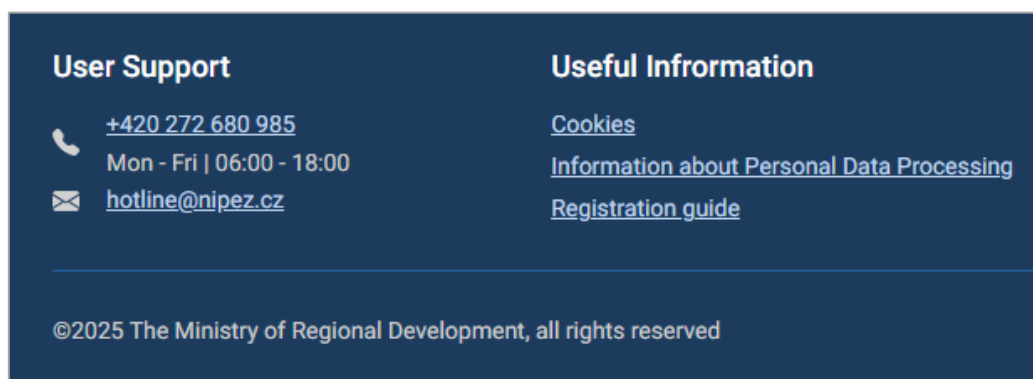 User Support
+420 272 680 985
Mon - Fri | 06:00 - 18:00
hotline@nipez.cz
Useful Infrormation
Cookies
Information about Personal Data Processing
Registration guide
©2025 The Ministry of Regional Development, all rights reserved